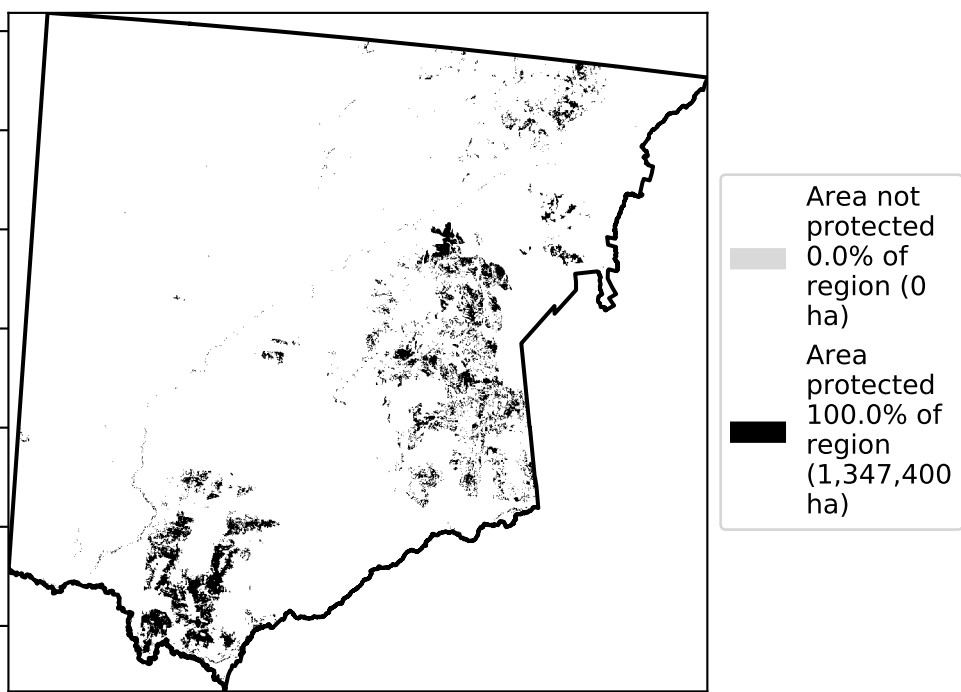 Area not
protected
0.0% of
region (0
ha)
Area
protected
100.0% of
region
(1,347,400
ha)